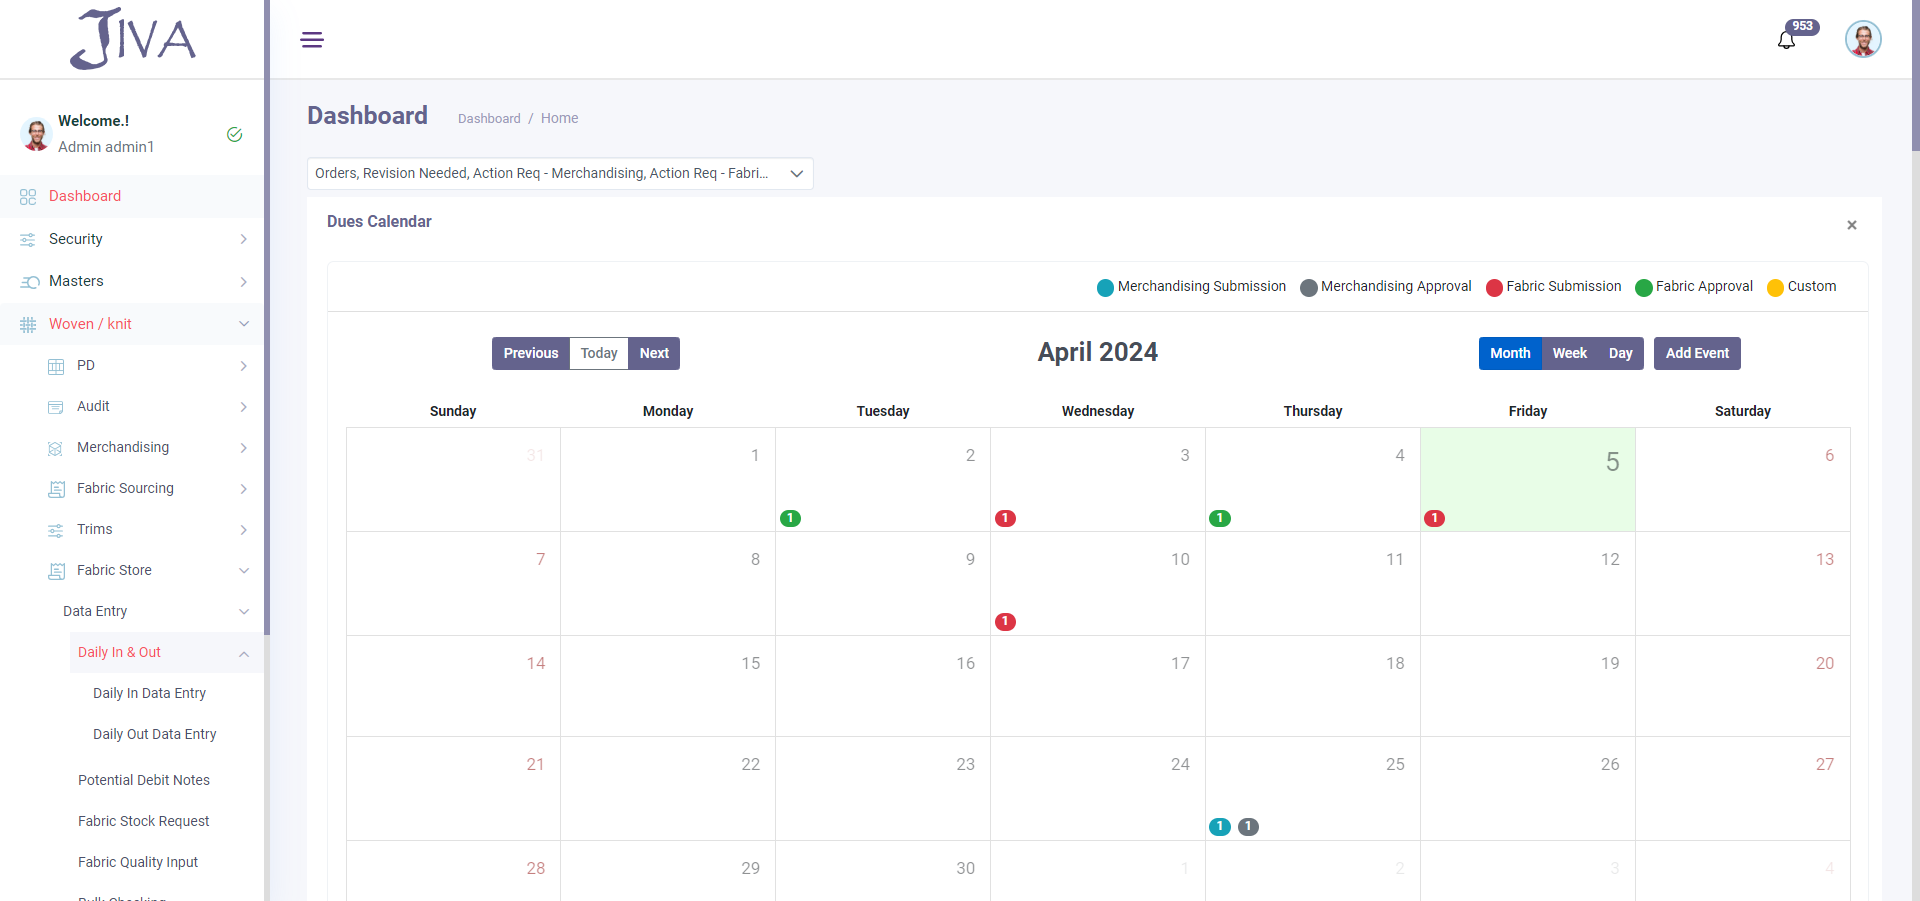 JIVA
953
Welcome.!
Admin admin1
Dashboard
Security
Masters
Woven / knit
PD
Audit
Merchandising
Fabric Sourcing
Trims
Fabric Store
Data Entry
Daily In & Out
Daily In Data Entry
Daily Out Data Entry
Potential Debit Notes
Fabric Stock Request
Fabric Quality Input
Bulk Checking
Dashboard
Dashboard / Home
Orders, Revision Needed, Action Req - Merchandising, Action Req - Fabri...
Dues Calendar
×
Merchandising Submission Merchandising Approval Fabric Submission Fabric Approval Custom
Previous Today Next
April 2024
Month Week Day Add Event
Sunday Monday Tuesday Wednesday Thursday Friday Saturday
31 1 2 3 4 5 6
1 1 1 1
7 8 9 10 11 12 13
1
14 15 16 17 18 19 20
21 22 23 24 25 26 27
1 1
28 29 30 1 2 3 4